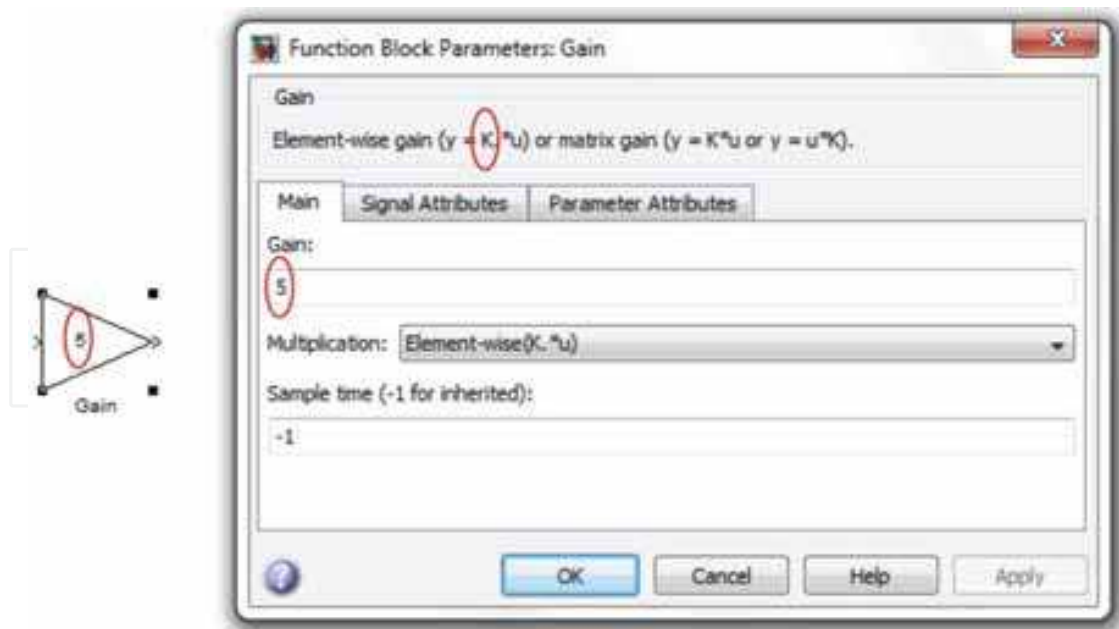 Function Block Parameters: Gain
Gain
Element-wise gain (y = K.*u) or matrix gain (y = K*u or y = u*K).
Main Signal Attributes Parameter Attributes
Gain:
5
Multiplication: Element-wise(K.*u)
Sample time (-1 for inherited):
-1
OK Cancel Help Apply
5
Gain